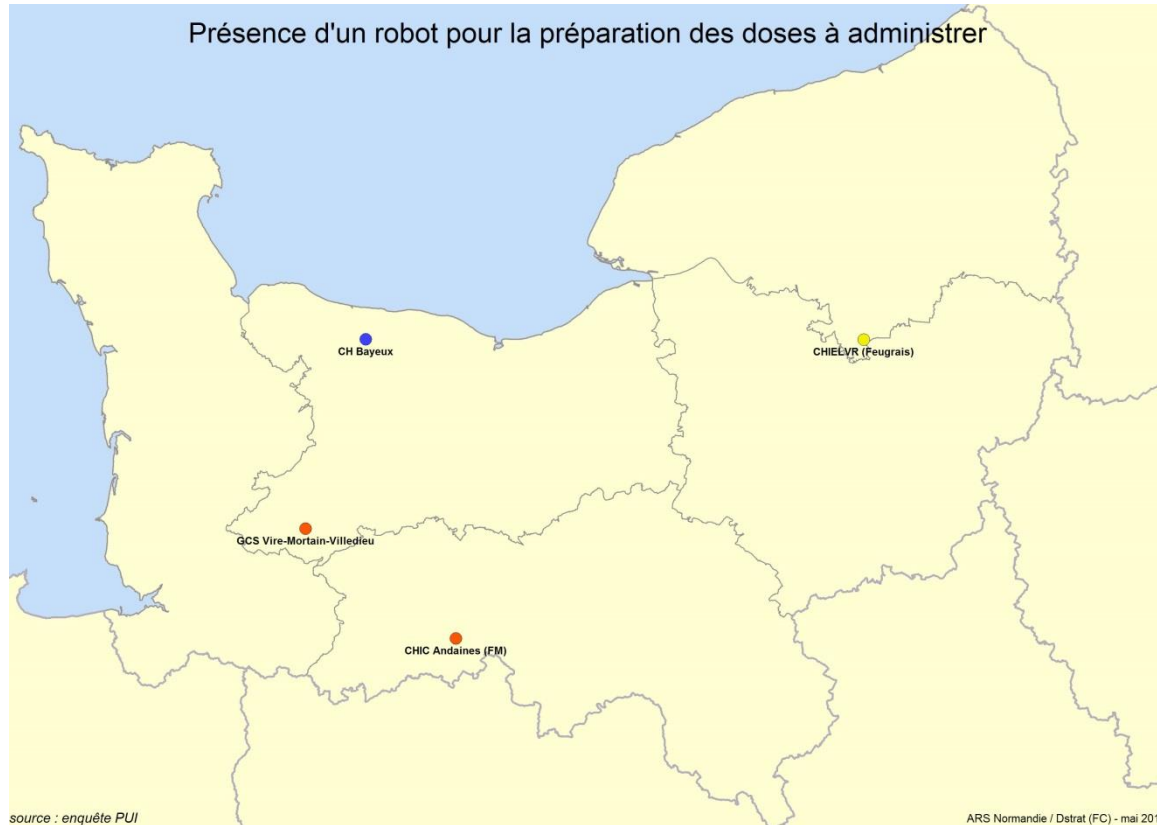 Présence d'un robot pour la préparation des doses à administrer
CH Bayeux
CHIELVR (Feugrais)
GCS Vire-Mortain-Villedieu
CHIC Andaines (FM)
source : enquête PUI
ARS Normandie / Dstrat (FC) - mai 201